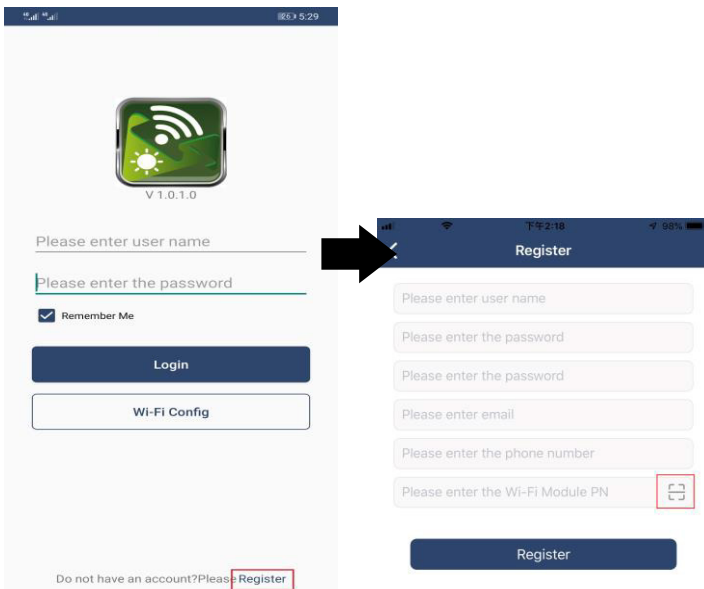 5:29
V 1.0.1.0
Please enter user name
Please enter the password
Remember Me
Login
Wi-Fi Config
Do not have an account?Please Register
下午2:18
98%
Register
Please enter user name
Please enter the password
Please enter the password
Please enter email
Please enter the phone number
Please enter the Wi-Fi Module PN
Register